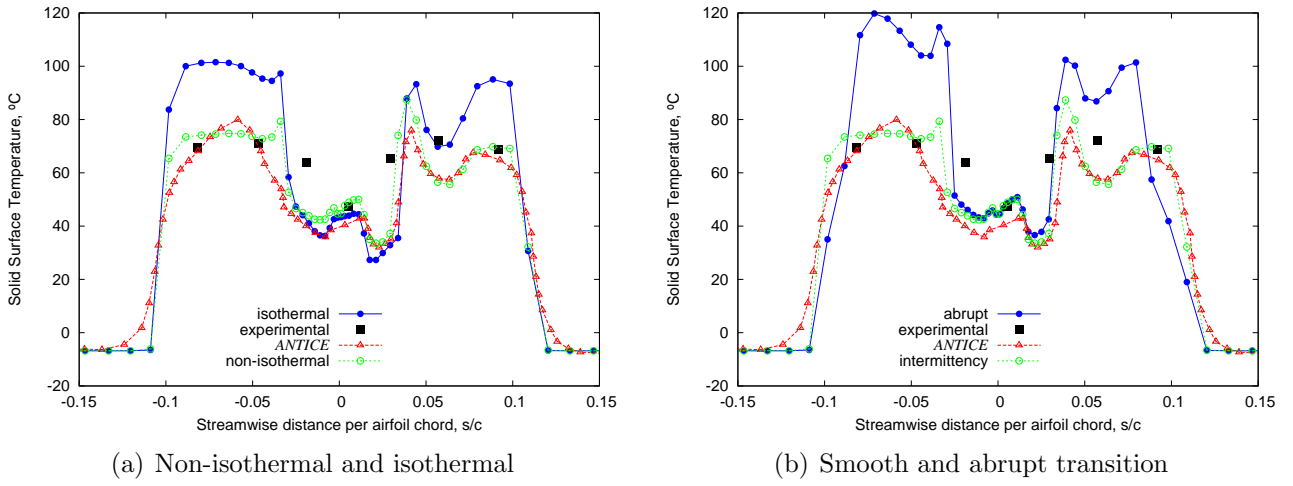 120
100
80
60
40
20
0
-20
-0.15
-0.1
-0.05
0
0.05
0.1
0.15
Solid Surface Temperature, ºC
Streamwise distance per airfoil chord, s/c
isothermal
experimental
ANTICE
non-isothermal
(a) Non-isothermal and isothermal
120
100
80
60
40
20
0
-20
-0.15
-0.1
-0.05
0
0.05
0.1
0.15
Solid Surface Temperature, ºC
Streamwise distance per airfoil chord, s/c
abrupt
experimental
ANTICE
intermittency
(b) Smooth and abrupt transition